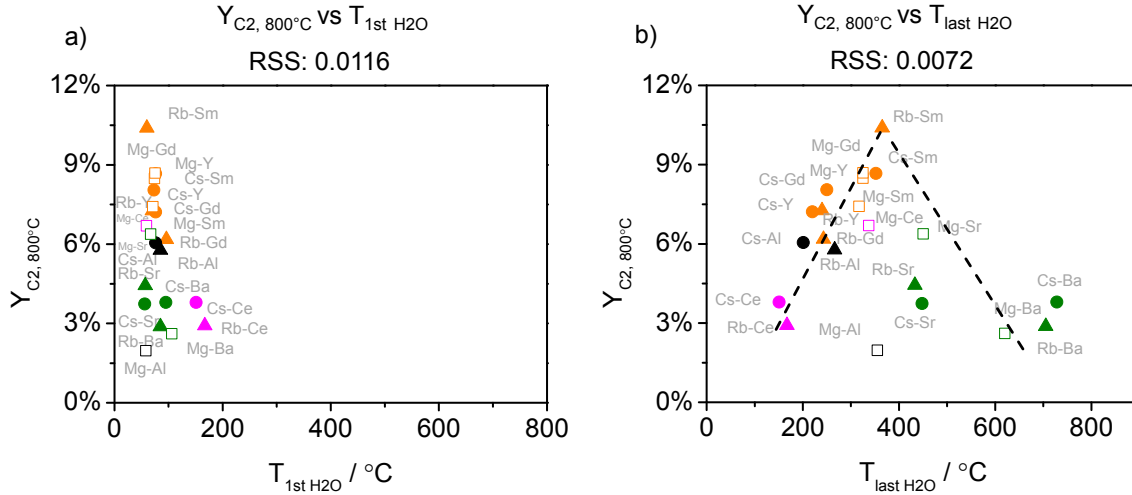 Y C2, 800°C vs T 1st H2O
a)
RSS: 0.0116
12%
9%
6%
3%
0%
Y C2, 800°C
Rb-Sm
Mg-Gd
Mg-Y
Cs-Sm
Cs-Y
Rb-Y
Cs-Gd
Mg-Ce
Mg-Sm
Mg-Sr
Rb-Gd
Cs-Al
Rb-Al
Rb-Sr
Cs-Ba
Cs-Ce
Cs-Sr
Rb-Ce
Rb-Ba
Mg-Ba
Mg-Al
0 200 400 600 800
T 1st H2O / °C
Y C2, 800°C vs T last H2O
b)
RSS: 0.0072
12%
9%
6%
3%
0%
Y C2, 800°C
Rb-Sm
Mg-Gd
Cs-Sm
Mg-Y
Cs-Gd
Mg-Sm
Cs-Y
Rb-Y
Mg-Ce
Mg-Sr
Cs-Al
Rb-Gd
Rb-Al
Rb-Sr
Cs-Ba
Cs-Ce
Mg-Ba
Rb-Ce
Mg-Al
Cs-Sr
Rb-Ba
0 200 400 600 800
T last H2O / °C